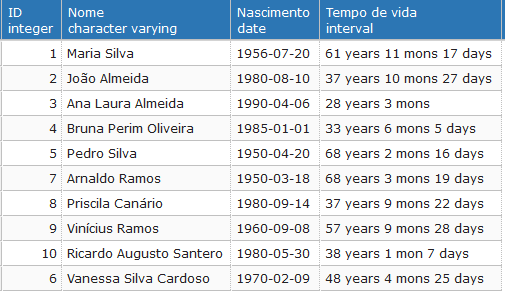 ID Nome Nascimento Tempo de vida
integer character varying date interval
1 Maria Silva 1956-07-20 61 years 11 mons 17 days
2 João Almeida 1980-08-10 37 years 10 mons 27 days
3 Ana Laura Almeida 1990-04-06 28 years 3 mons
4 Bruna Perim Oliveira 1985-01-01 33 years 6 mons 5 days
5 Pedro Silva 1950-04-20 68 years 2 mons 16 days
7 Arnaldo Ramos 1950-03-18 68 years 3 mons 19 days
8 Priscila Canário 1980-09-14 37 years 9 mons 22 days
9 Vinícius Ramos 1960-09-08 57 years 9 mons 28 days
10 Ricardo Augusto Santero 1980-05-30 38 years 1 mon 7 days
6 Vanessa Silva Cardoso 1970-02-09 48 years 4 mons 25 days